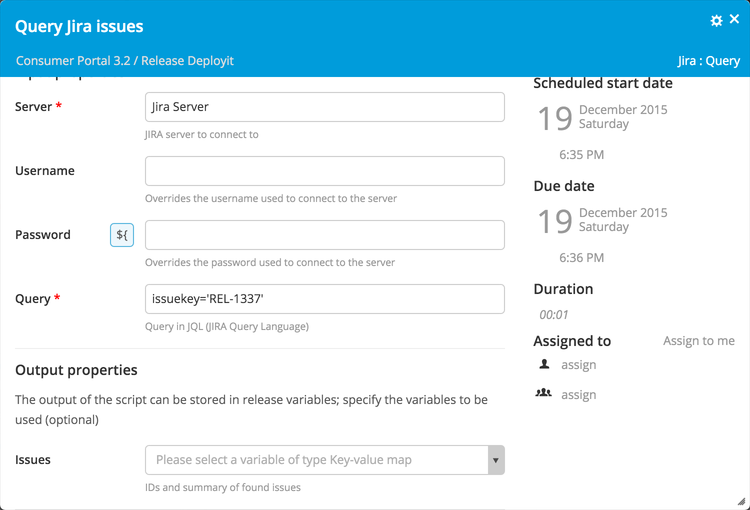 Query Jira issues
Consumer Portal 3.2 / Release Deployit
Jira : Query
Server *
Jira Server
JIRA server to connect to
Username
Overrides the username used to connect to the server
Password
${
Overrides the password used to connect to the server
Query *
issuekey='REL-1337'
Query in JQL (JIRA Query Language)
Output properties
The output of the script can be stored in release variables; specify the variables to be
used (optional)
Issues
Please select a variable of type Key-value map
IDs and summary of found issues
Scheduled start date
19 December 2015
Saturday
6:35 PM
Due date
19 December 2015
Saturday
6:36 PM
Duration
00:01
Assigned to
Assign to me
assign
assign